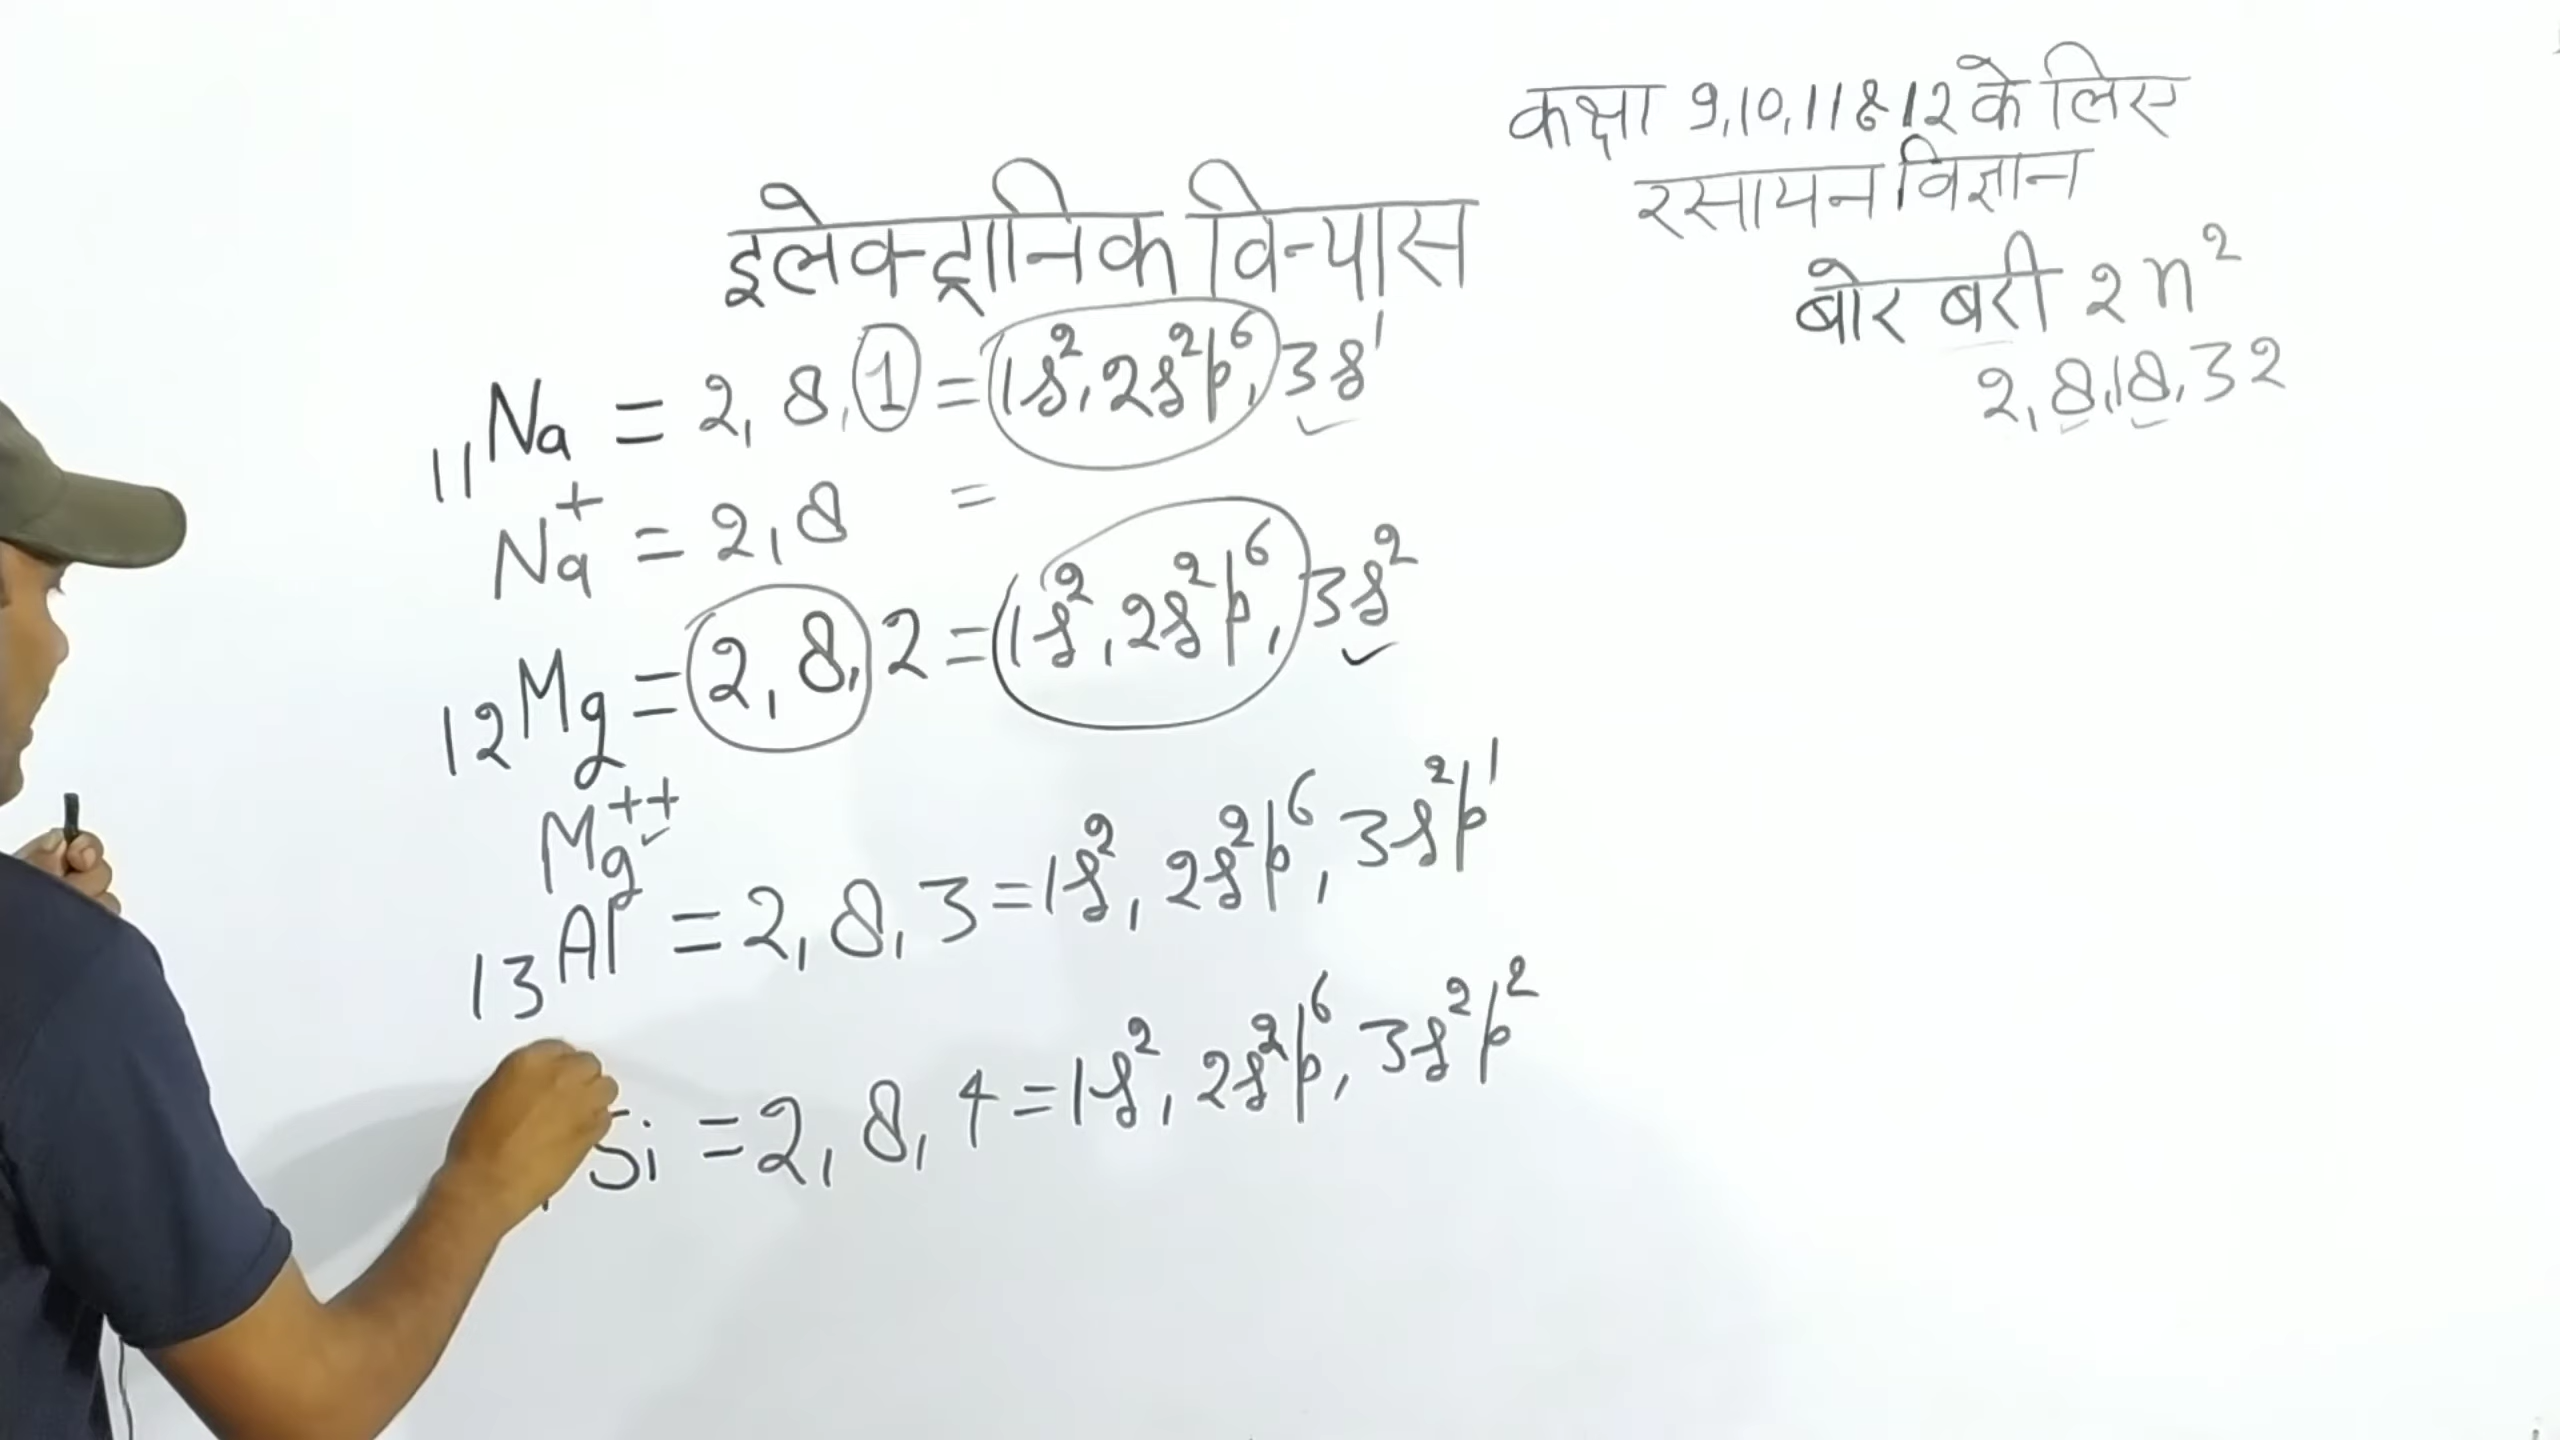 कक्षा 9,10,11 & 12 के लिए
रसायन विज्ञान
इलेक्ट्रानिक विन्यास
बोर बरी 2n²
2,8,18,32
₁₁Na = 2,8,1 = 1s²,2s²p⁶,3s¹
Na⁺ = 2,8 =
₁₂Mg = 2,8,2 = 1s²,2s²p⁶,3s²
Mg⁺⁺
₁₃Al = 2,8,3 = 1s²,2s²p⁶,3s²p¹
Si = 2,8,4 = 1s²,2s²p⁶,3s²p²